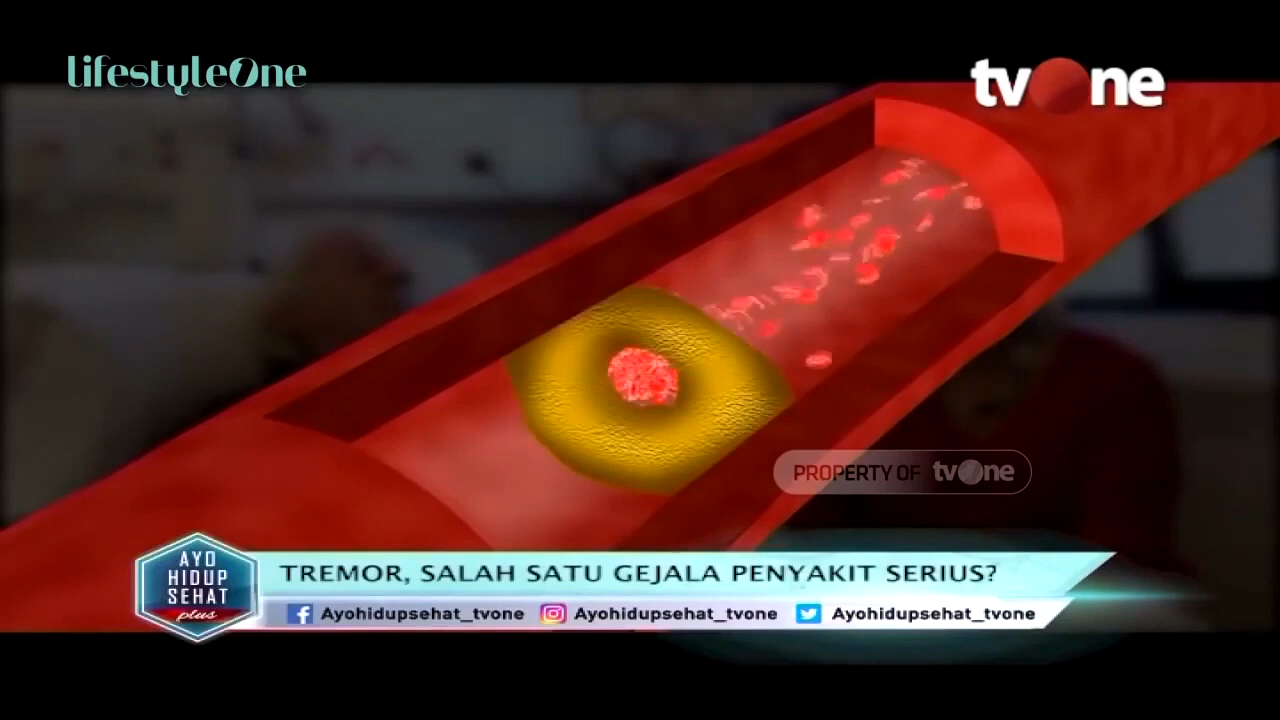 lifestyleOne
tvOne
PROPERTY OF tvOne
AYO
HIDUP
SEHAT
plus
TREMOR, SALAH SATU GEJALA PENYAKIT SERIUS?
Ayohidupsehat_tvone Ayohidupsehat_tvone Ayohidupsehat_tvone